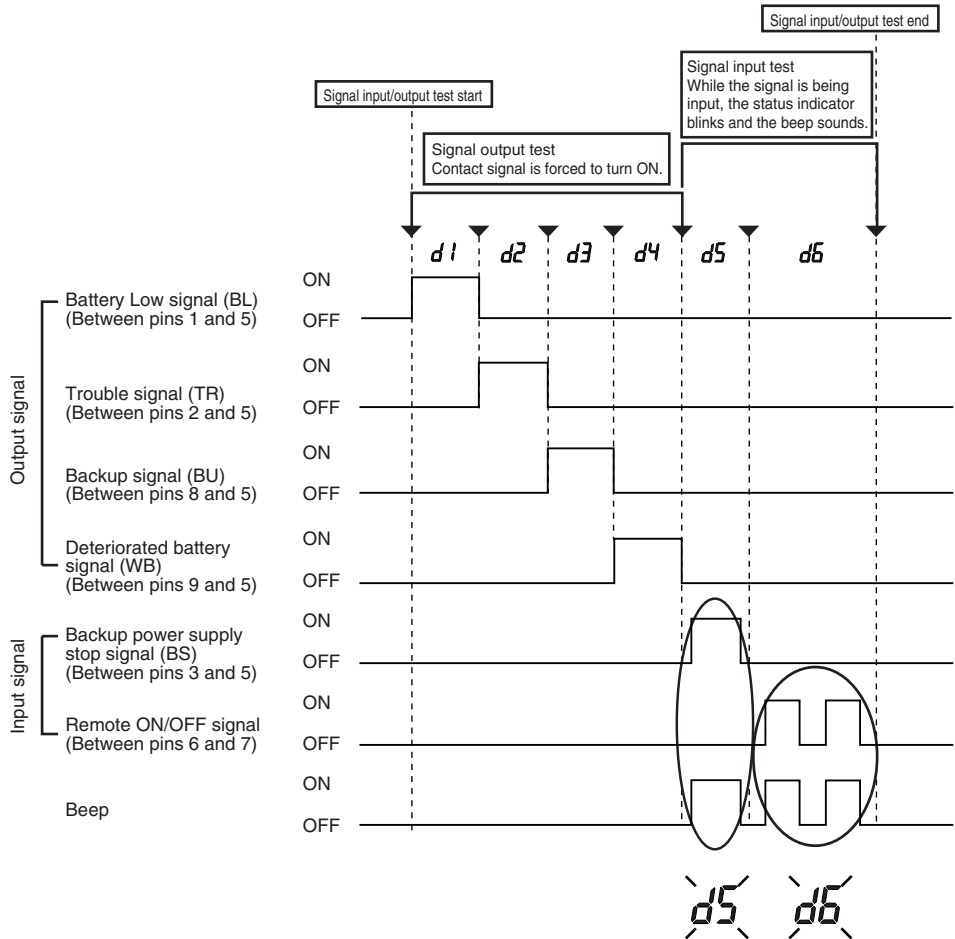 Signal input/output test end
Signal input/output test start
Signal input test
While the signal is being
input, the status indicator
blinks and the beep sounds.
Signal output test
Contact signal is forced to turn ON.
d1 d2 d3 d4 d5 d6
Output signal
Battery Low signal (BL)
(Between pins 1 and 5)
ON
OFF
Trouble signal (TR)
(Between pins 2 and 5)
ON
OFF
Backup signal (BU)
(Between pins 8 and 5)
ON
OFF
Deteriorated battery
signal (WB)
(Between pins 9 and 5)
ON
OFF
Input signal
Backup power supply
stop signal (BS)
(Between pins 3 and 5)
ON
OFF
Remote ON/OFF signal
(Between pins 6 and 7)
ON
OFF
Beep
ON
OFF
d5 d6